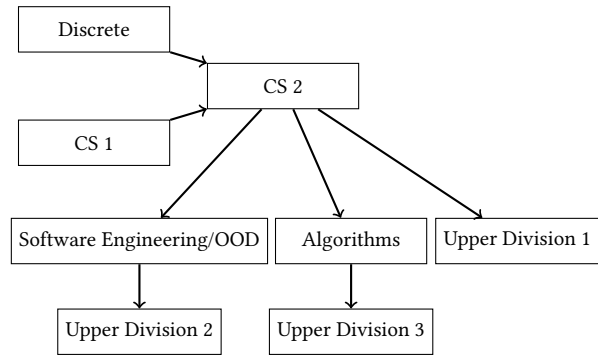 Discrete
CS 2
CS 1
Software Engineering/OOD
Algorithms
Upper Division 1
Upper Division 2
Upper Division 3